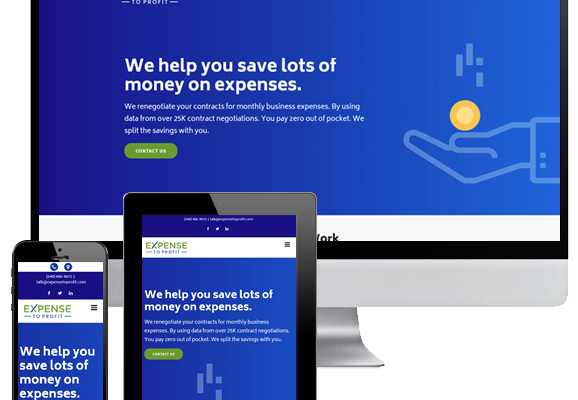 — TO PROFIT —
We help you save lots of
money on expenses.
We renegotiate your contracts for monthly business expenses. By using
data from over 25K contract negotiations. You pay zero out of pocket. We
split the savings with you.
CONTACT US
Work
(240) 466-9071 | talk@expensetoprofit.com
EXPENSE
— TO PROFIT —
We help you save lots of
money on expenses.
We renegotiate your contracts for monthly business
expenses. By using data from over 25K contract negotiations.
You pay zero out of pocket. We split the savings with you.
CONTACT US
(240) 466-9071 |
talk@expensetoprofit.com
EXPENSE
— TO PROFIT —
We help you
save lots of
money on
expenses.